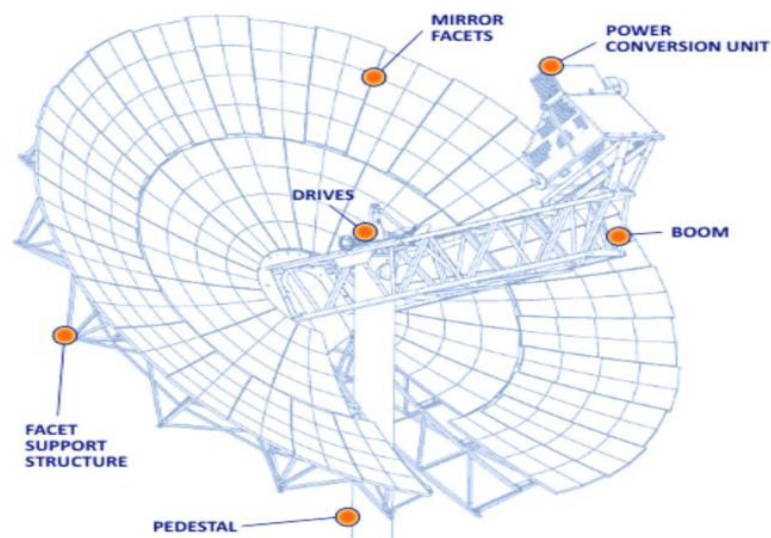 MIRROR
FACETS
POWER
CONVERSION UNIT
DRIVES
BOOM
FACET
SUPPORT
STRUCTURE
PEDESTAL